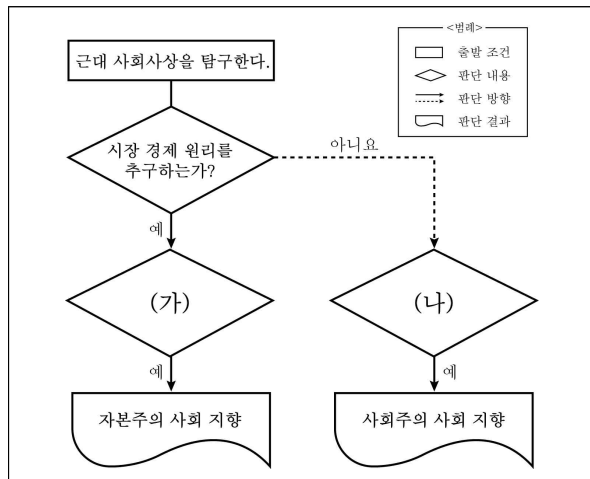 근대 사회사상을 탐구한다.
<범례>
출발 조건
판단 내용
판단 방향
판단 결과
시장 경제 원리를
추구하는가?
아니요
예
(가)
(나)
예
예
자본주의 사회 지향
사회주의 사회 지향